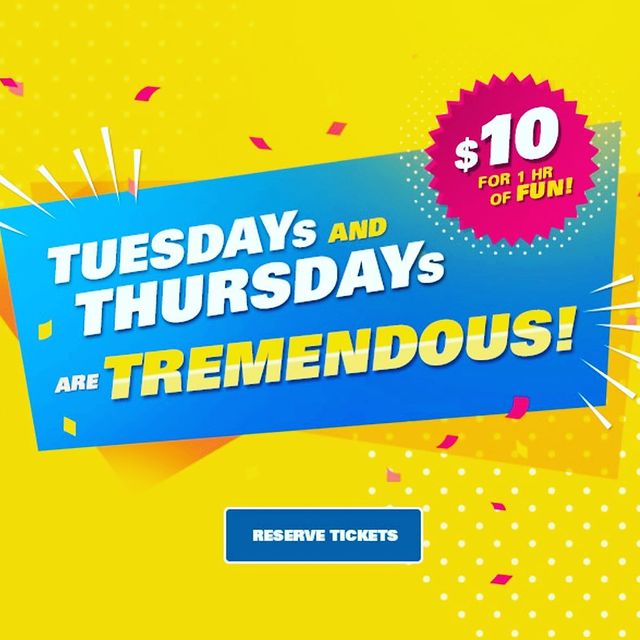 $10
FOR 1 HR
OF FUN!
TUESDAYs AND
THURSDAYs
ARE TREMENDOUS!
RESERVE TICKETS